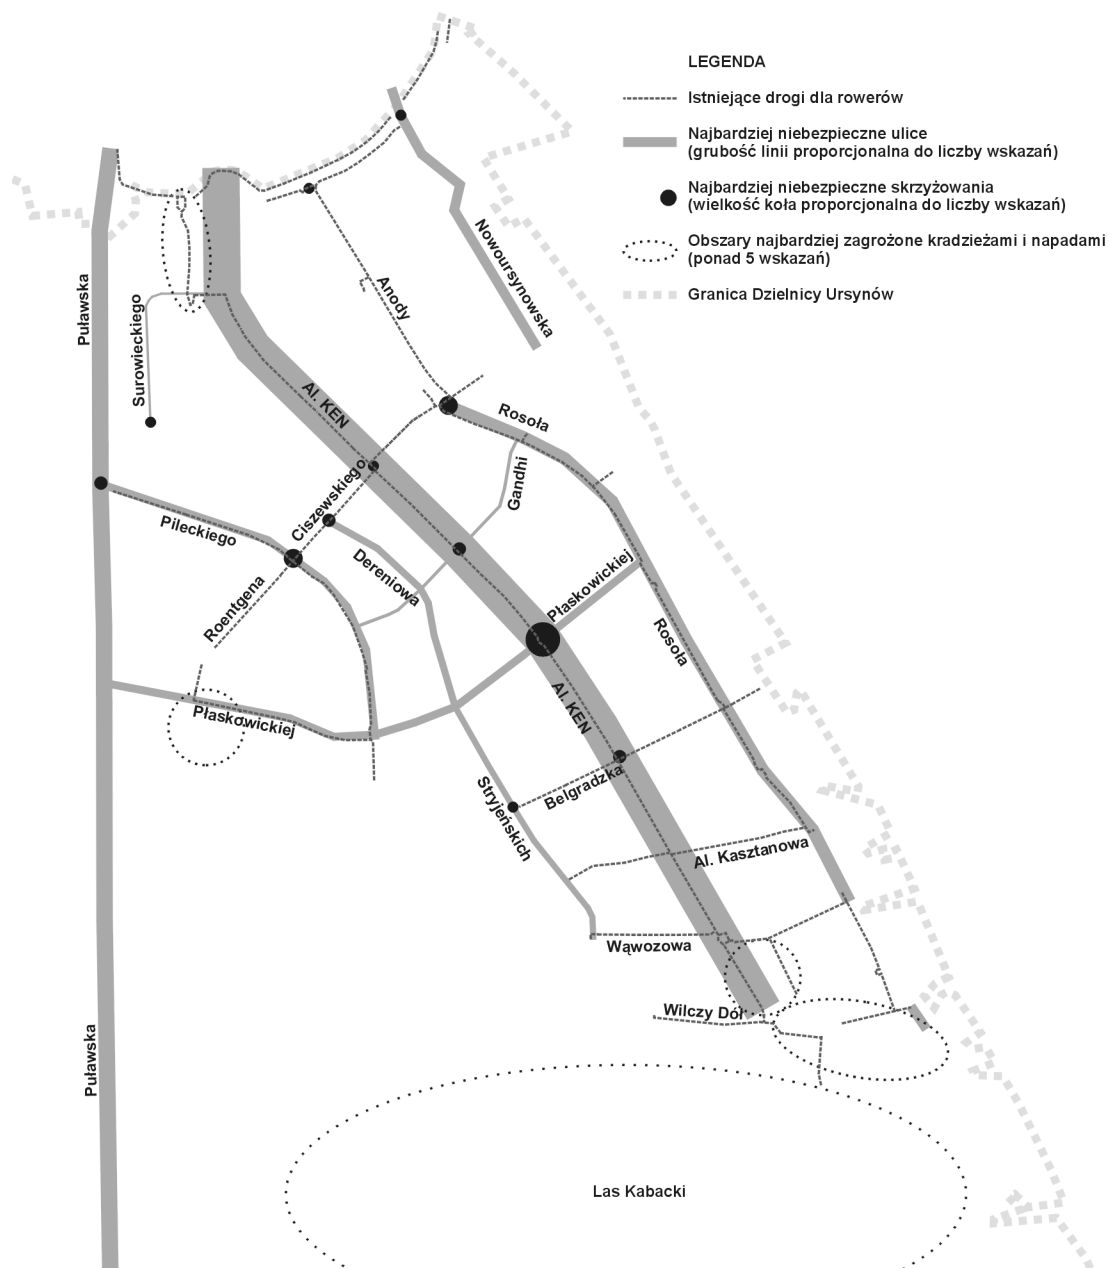 LEGENDA
Istniejące drogi dla rowerów
Najbardziej niebezpieczne ulice
(grubość linii proporcjonalna do liczby wskazań)
Najbardziej niebezpieczne skrzyżowania
(wielkość koła proporcjonalna do liczby wskazań)
Obszary najbardziej zagrożone kradzieżami i napadami
(ponad 5 wskazań)
Granica Dzielnicy Ursynów
Nowoursynowska
Puławska
Surowieckiego
Anody
Al. KEN
Rosoła
Gandhi
Ciszewskiego
Pileckiego
Dereniowa
Roentgena
Płaskowickiej
Rosoła
Al. KEN
Płaskowickiej
Belgradzka
Stryjeńskich
Al. Kasztanowa
Wąwozowa
Wilczy Dół
Puławska
Las Kabacki